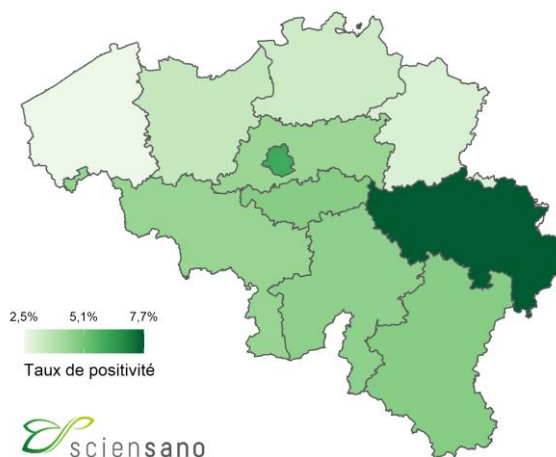 2,5% 5,1% 7,7%
Taux de positivité
sciensano